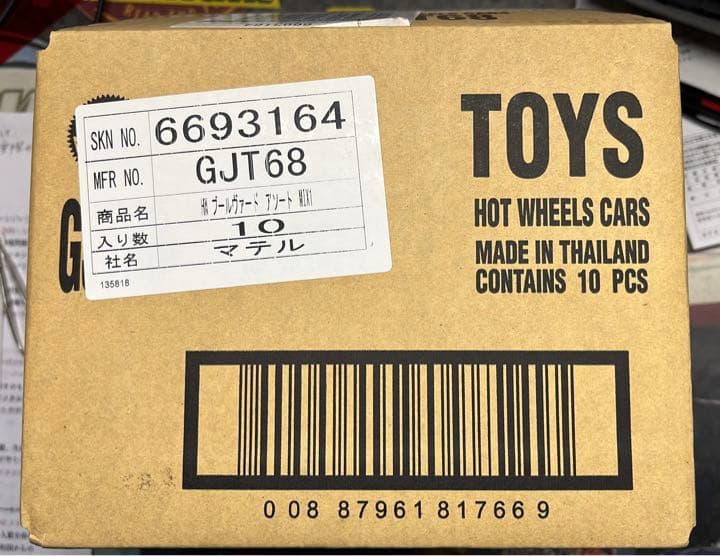 SKN NO. 6693164
MFR NO. GJT68
商品名 HW ブールヴァード アソート MIX1
入り数 10
社名 マテル
135818
TOYS
HOT WHEELS CARS
MADE IN THAILAND
CONTAINS 10 PCS
0 08 87961 81766 9